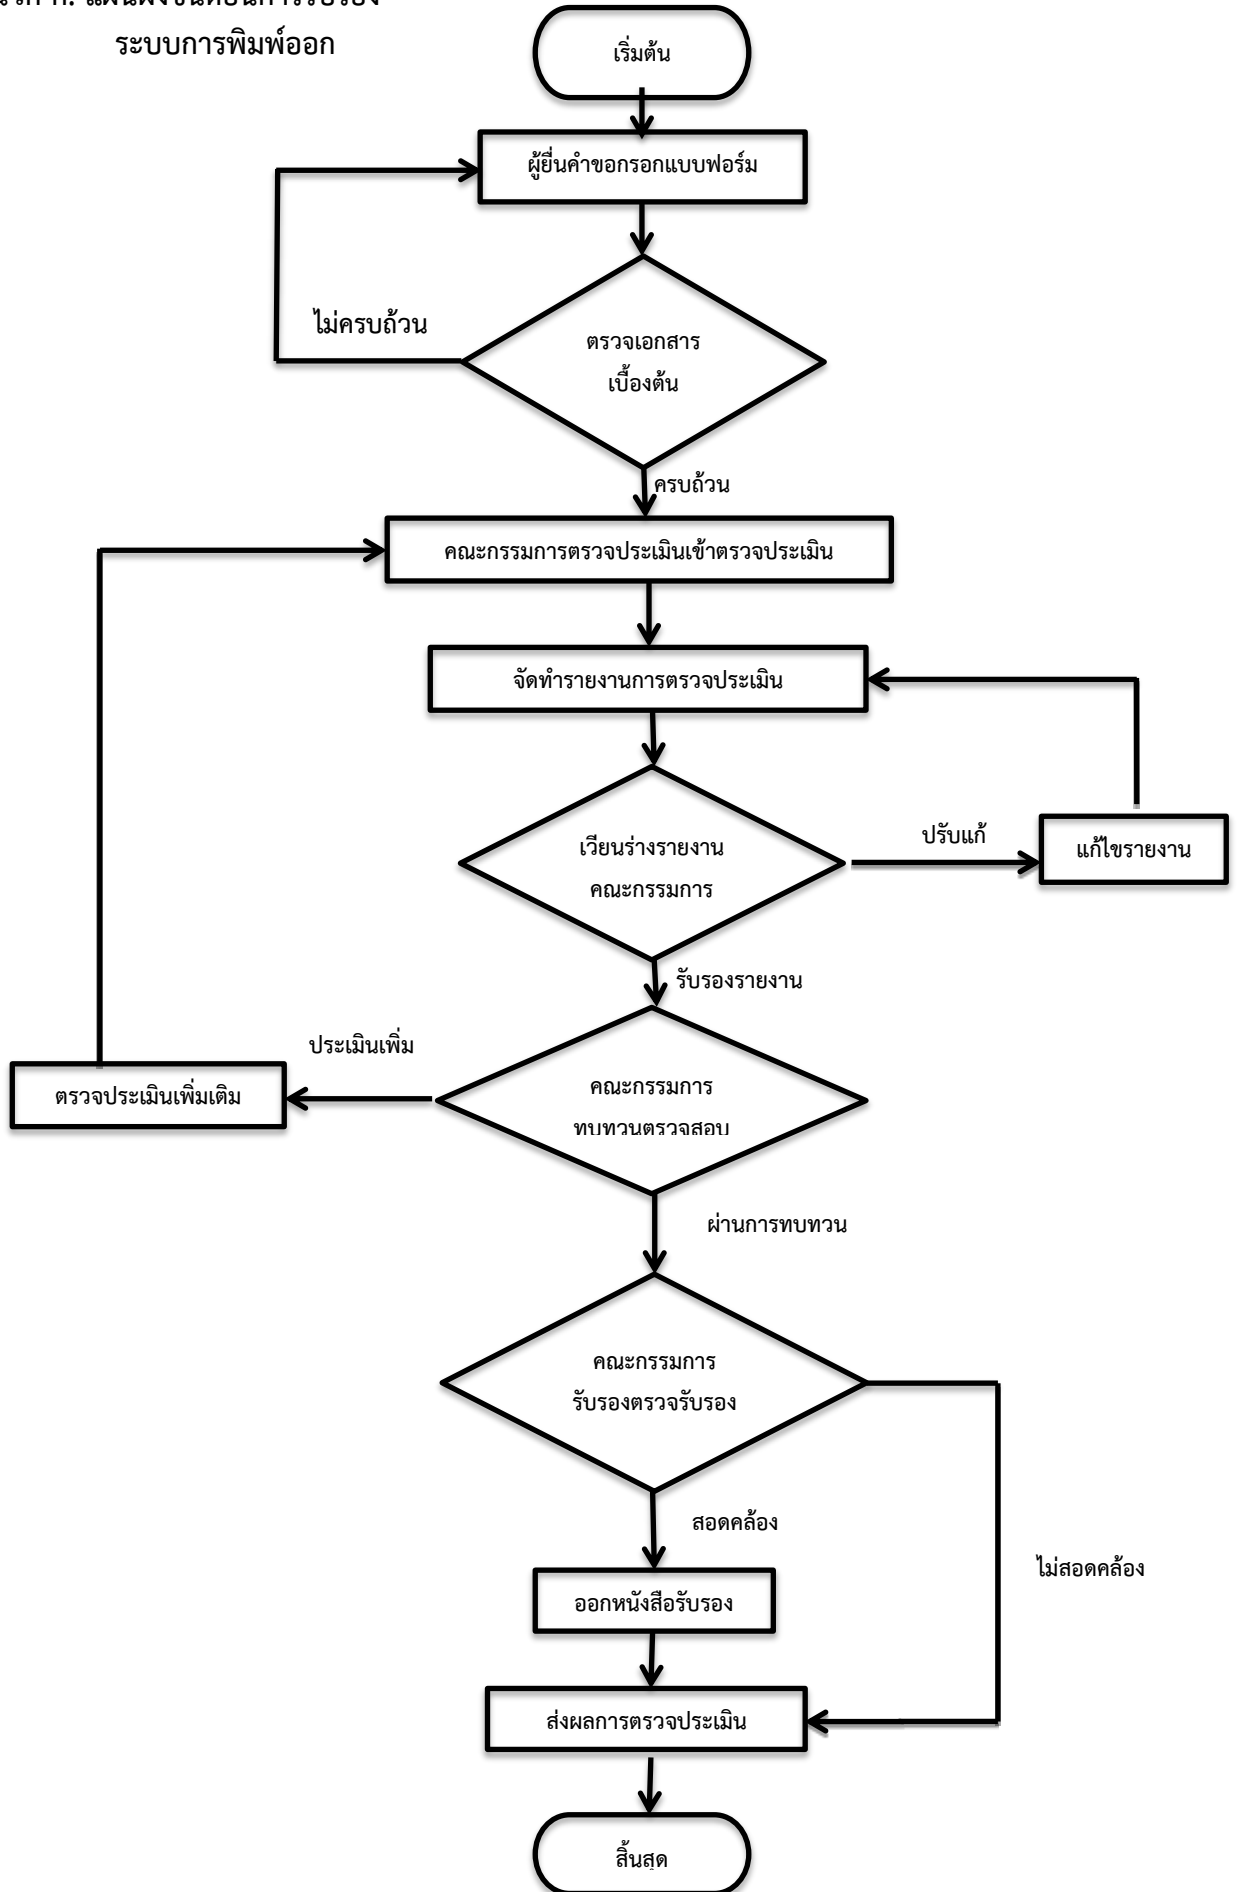 ระบบการพิมพ์ออก
เริ่มต้น
ผู้ยื่นคำขอกรอกแบบฟอร์ม
ไม่ครบถ้วน
ตรวจเอกสาร
เบื้องต้น
ครบถ้วน
คณะกรรมการตรวจประเมินเข้าตรวจประเมิน
จัดทำรายงานการตรวจประเมิน
เวียนร่างรายงาน
คณะกรรมการ
ปรับแก้
แก้ไขรายงาน
รับรองรายงาน
ประเมินเพิ่ม
ตรวจประเมินเพิ่มเติม
คณะกรรมการ
ทบทวนตรวจสอบ
ผ่านการทบทวน
คณะกรรมการ
รับรองตรวจรับรอง
สอดคล้อง
ไม่สอดคล้อง
ออกหนังสือรับรอง
ส่งผลการตรวจประเมิน
สิ้นสุด